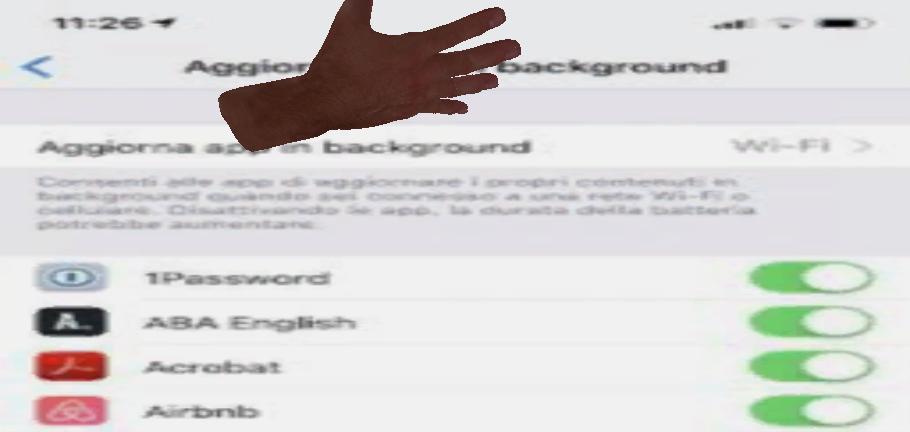 11:26
Aggior background
Aggiorna app in background Wi-Fi
Consenti alle app di aggiornare i propri contenuti in
background quando sei connesso a una rete Wi-Fi o
cellulare. Disattivando le app, la durata della batteria
potrebbe aumentare.
1Password
A. ABA English
Acrobat
Airbnb